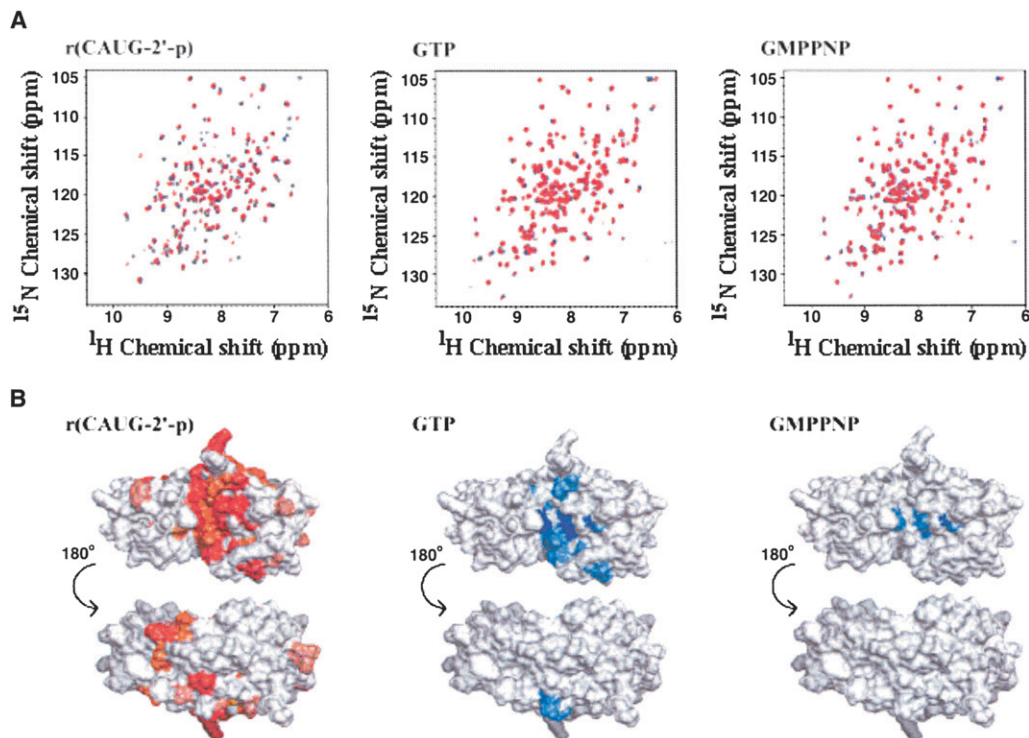 A
r(CAUG-2'-p)
GTP
GMPPNP
105
110
115
120
125
130
15N Chemical shift (ppm)
10 9 8 7 6
1H Chemical shift (ppm)
105
110
115
120
125
130
15N Chemical shift (ppm)
10 9 8 7 6
1H Chemical shift (ppm)
105
110
115
120
125
130
15N Chemical shift (ppm)
10 9 8 7 6
1H Chemical shift (ppm)
B
r(CAUG-2'-p)
GTP
GMPPNP
180°
180°
180°